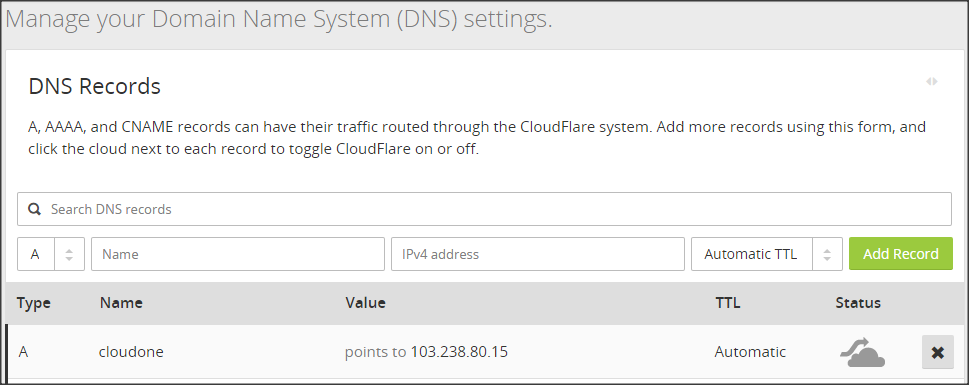 Manage your Domain Name System (DNS) settings.
DNS Records
A, AAAA, and CNAME records can have their traffic routed through the CloudFlare system. Add more records using this form, and
click the cloud next to each record to toggle CloudFlare on or off.
Search DNS records
A Name IPv4 address Automatic TTL Add Record
Type Name Value TTL Status
A cloudone points to 103.238.80.15 Automatic